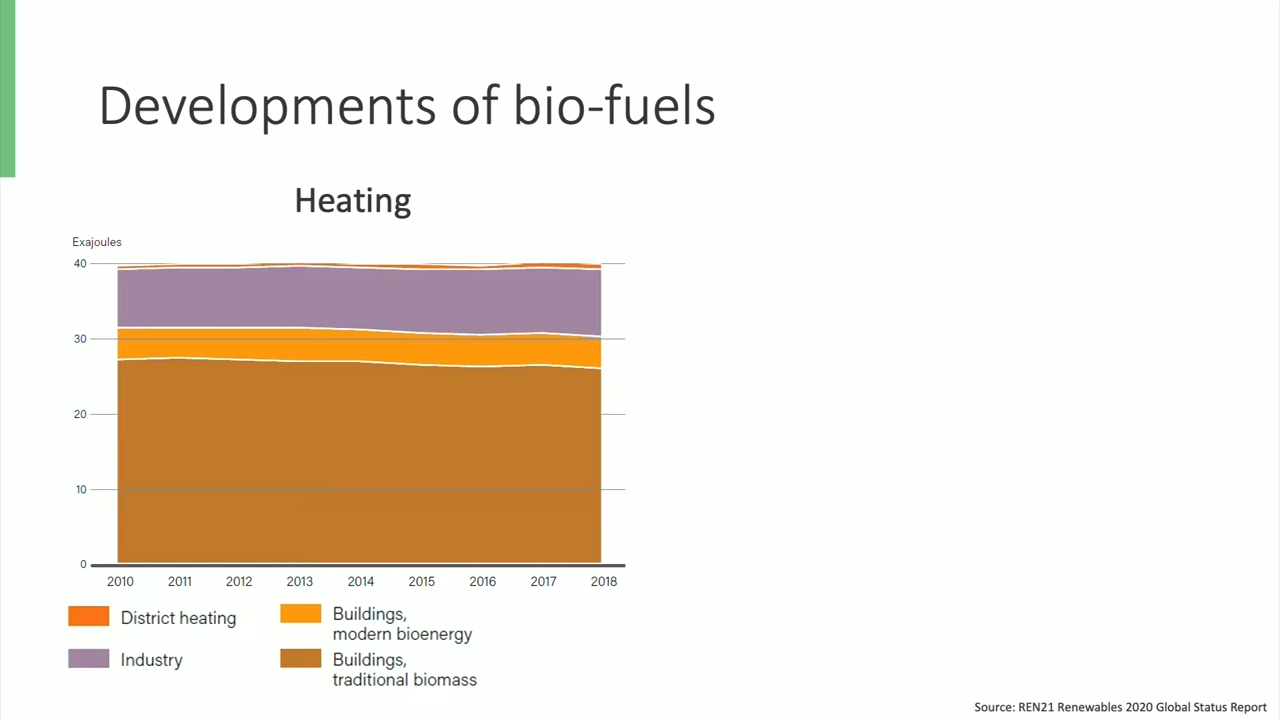 Developments of bio-fuels
Heating
Exajoules
40
30
20
10
0
2010 2011 2012 2013 2014 2015 2016 2017 2018
District heating
Industry
Buildings,
modern bioenergy
Buildings,
traditional biomass
Source: REN21 Renewables 2020 Global Status Report